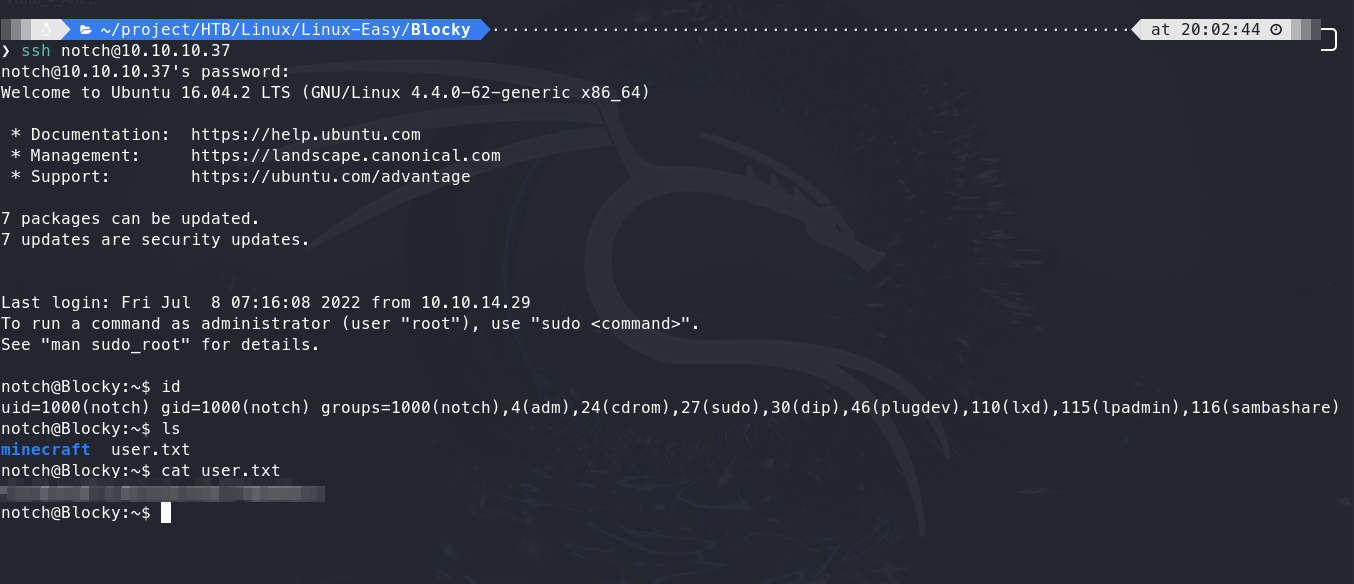 ~/project/HTB/Linux/Linux-Easy/Blocky at 20:02:44
❯ ssh notch@10.10.10.37
notch@10.10.10.37's password:
Welcome to Ubuntu 16.04.2 LTS (GNU/Linux 4.4.0-62-generic x86_64)
* Documentation:  https://help.ubuntu.com
* Management:     https://landscape.canonical.com
* Support:        https://ubuntu.com/advantage
7 packages can be updated.
7 updates are security updates.
Last login: Fri Jul  8 07:16:08 2022 from 10.10.14.29
To run a command as administrator (user "root"), use "sudo <command>".
See "man sudo_root" for details.
notch@Blocky:~$ id
uid=1000(notch) gid=1000(notch) groups=1000(notch),4(adm),24(cdrom),27(sudo),30(dip),46(plugdev),110(lxd),115(lpadmin),116(sambashare)
notch@Blocky:~$ ls
minecraft  user.txt
notch@Blocky:~$ cat user.txt
notch@Blocky:~$